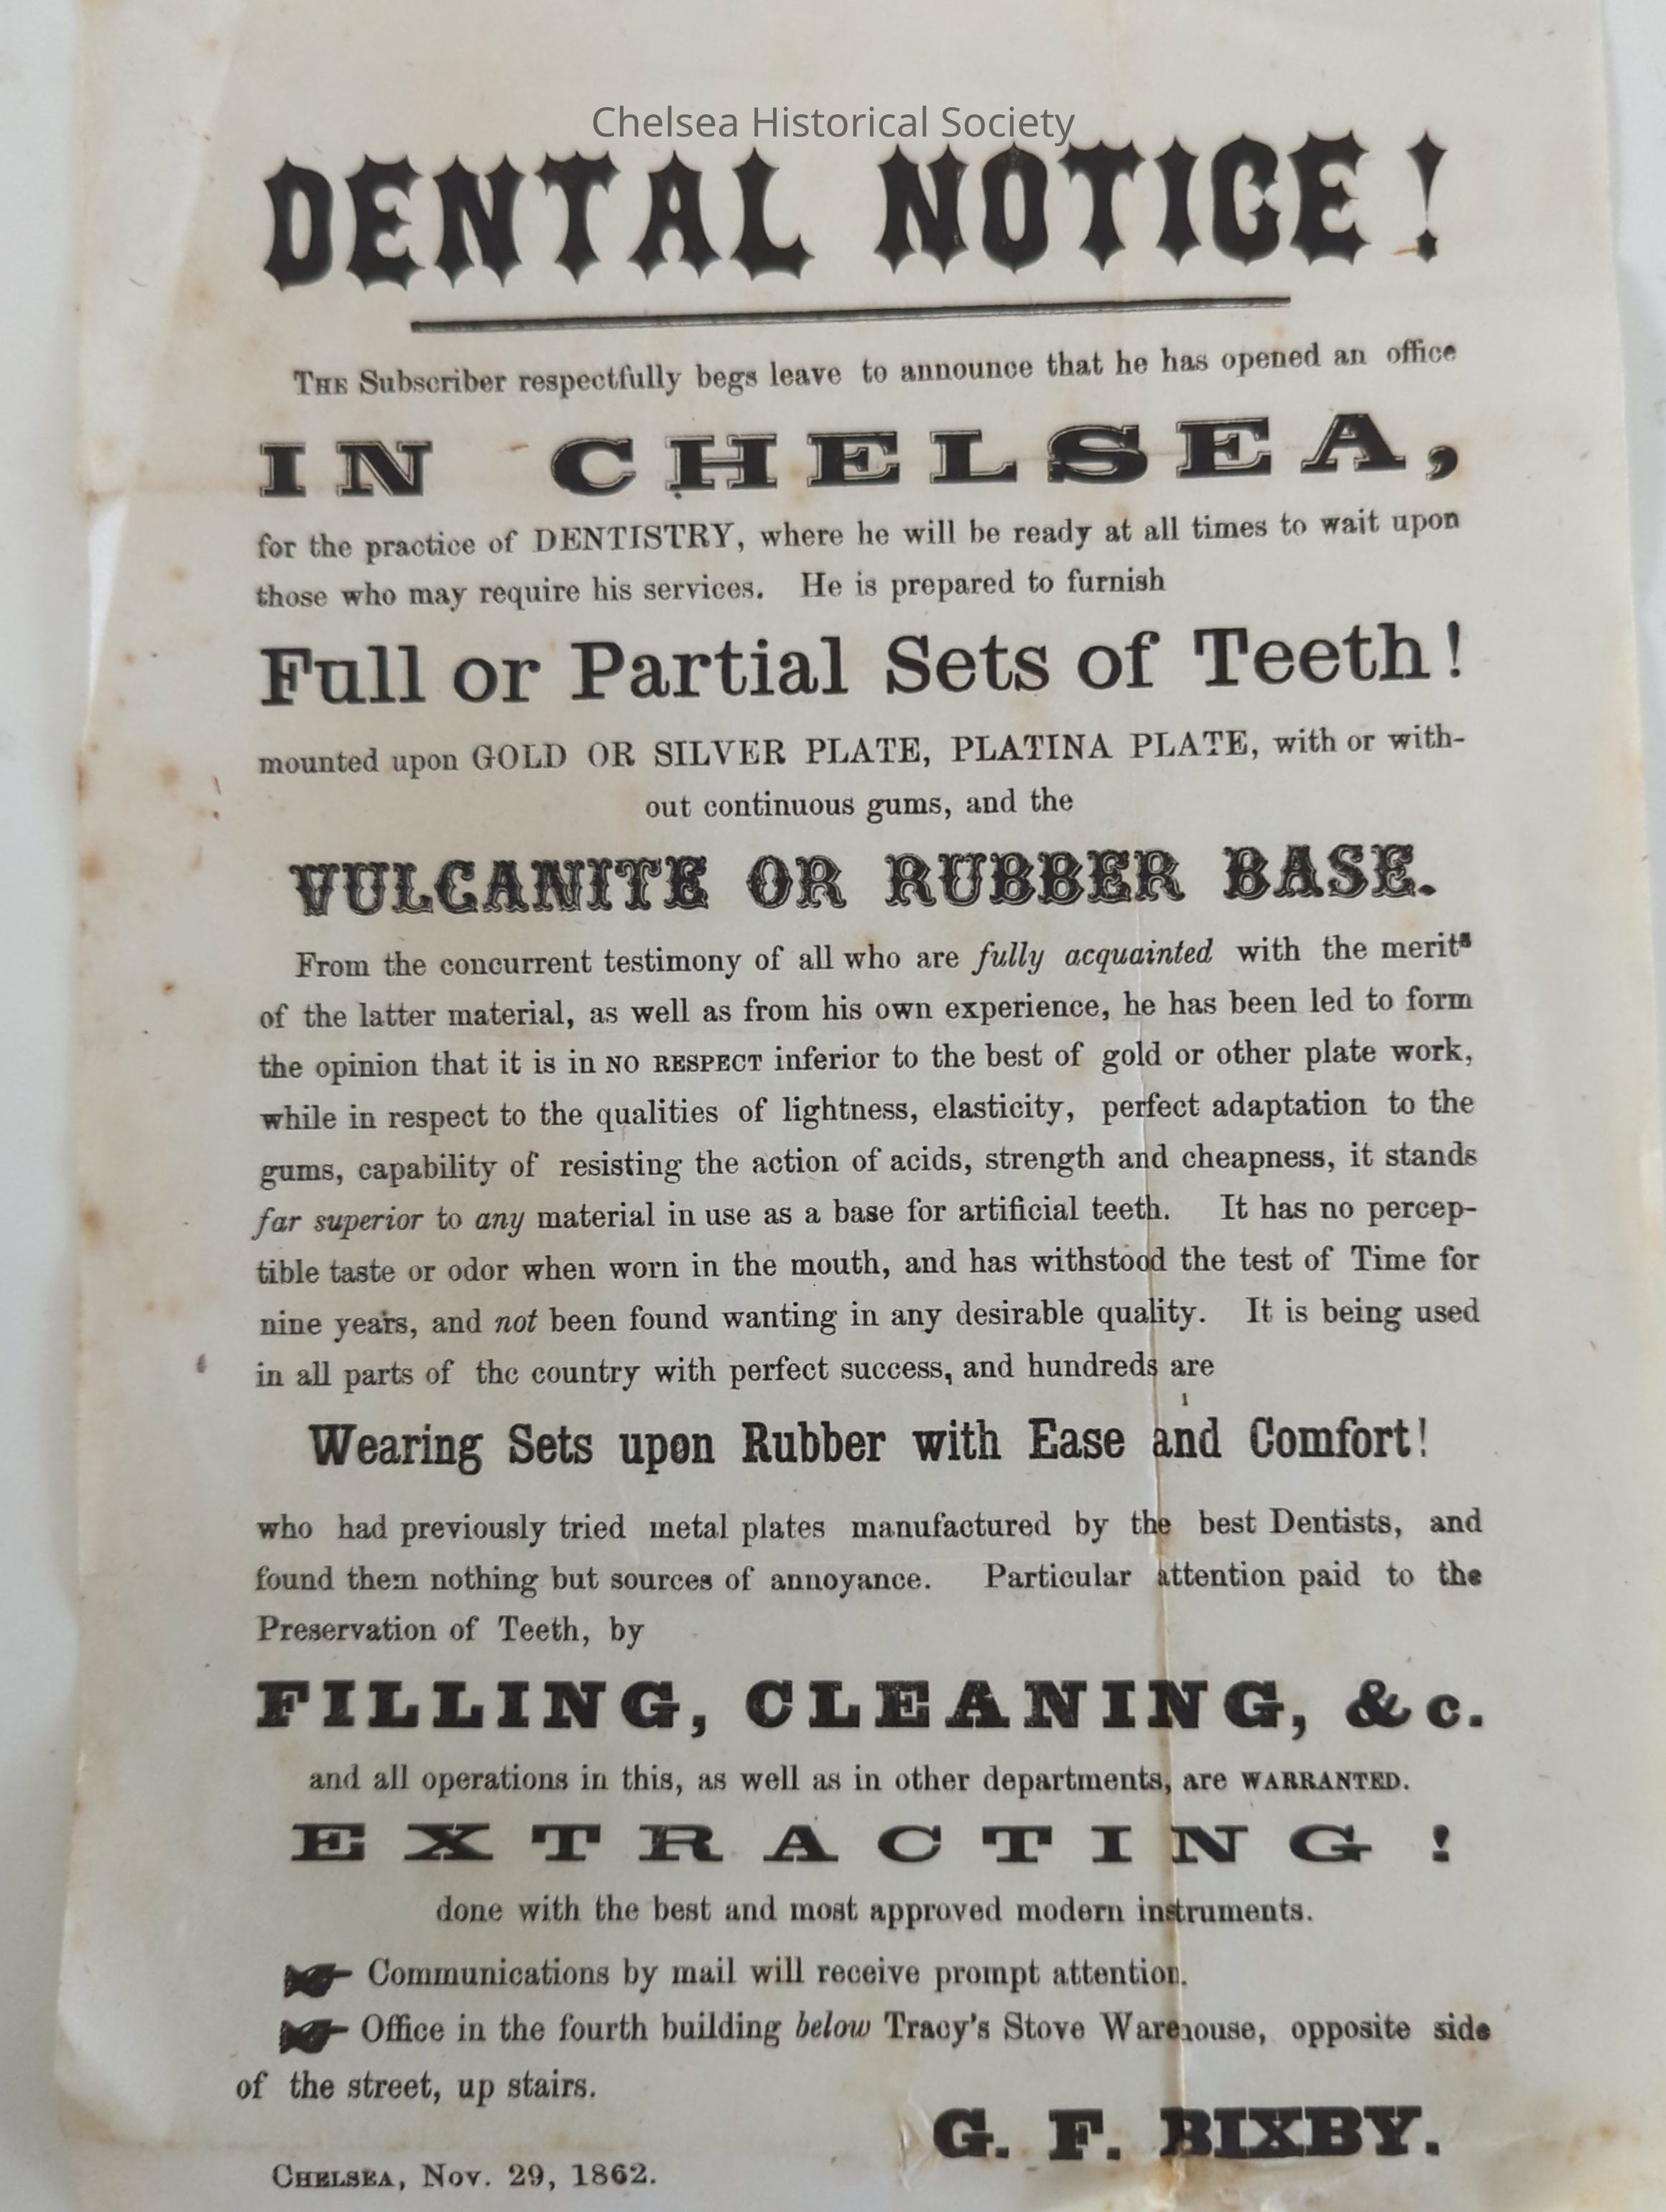 Chelsea Historical Society
DENTAL NOTICE!
THE Subscriber respectfully begs leave to announce that he has opened an office
IN CHELSEA,
for the practice of DENTISTRY, where he will be ready at all times to wait upon
those who may require his services. He is prepared to furnish
Full or Partial Sets of Teeth!
mounted upon GOLD OR SILVER PLATE, PLATINA PLATE, with or with-
out continuous gums, and the
VULCANITE OR RUBBER BASE.
From the concurrent testimony of all who are fully acquainted with the merits
of the latter material, as well as from his own experience, he has been led to form
the opinion that it is in NO RESPECT inferior to the best of gold or other plate work,
while in respect to the qualities of lightness, elasticity, perfect adaptation to the
gums, capability of resisting the action of acids, strength and cheapness, it stands
far superior to any material in use as a base for artificial teeth. It has no percep-
tible taste or odor when worn in the mouth, and has withstood the test of Time for
nine years, and not been found wanting in any desirable quality. It is being used
in all parts of the country with perfect success, and hundreds are
Wearing Sets upon Rubber with Ease and Comfort!
who had previously tried metal plates manufactured by the best Dentists, and
found them nothing but sources of annoyance. Particular attention paid to the
Preservation of Teeth, by
FILLING, CLEANING, &c.
and all operations in this, as well as in other departments, are WARRANTED.
EXTRACTING!
done with the best and most approved modern instruments.
Communications by mail will receive prompt attention.
Office in the fourth building below Tracy's Stove Warehouse, opposite side
of the street, up stairs.
G. F. BIXBY.
CHELSEA, Nov. 29, 1862.